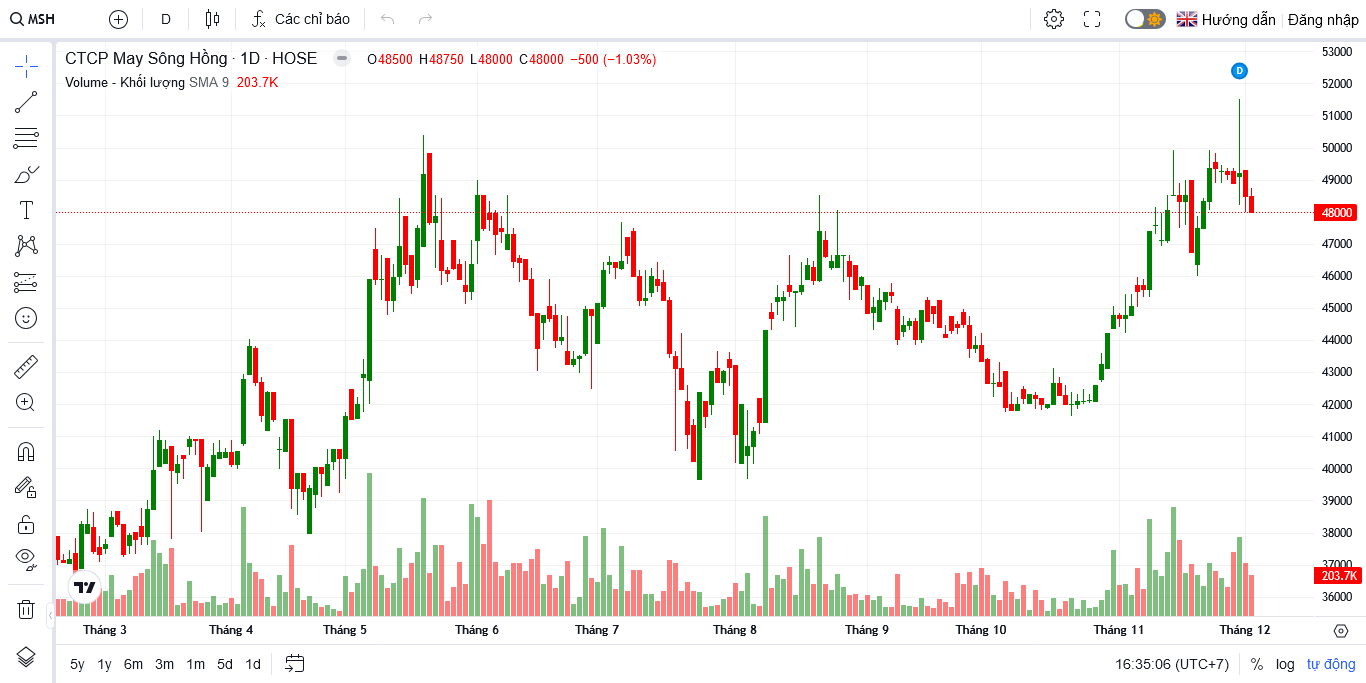 MSH D Các chỉ báo Hướng dẫn Đăng nhập
CTCP May Sông Hồng · 1D · HOSE O48500 H48750 L48000 C48000 −500 (−1.03%)
Volume - Khối lượng SMA 9 203.7K
D
53000
52000
51000
50000
49000
48000
47000
46000
45000
44000
43000
42000
41000
40000
39000
38000
37000
203.7K
36000
Tháng 3 Tháng 4 Tháng 5 Tháng 6 Tháng 7 Tháng 8 Tháng 9 Tháng 10 Tháng 11 Tháng 12
5y 1y 6m 3m 1m 5d 1d 16:35:06 (UTC+7) % log tự động